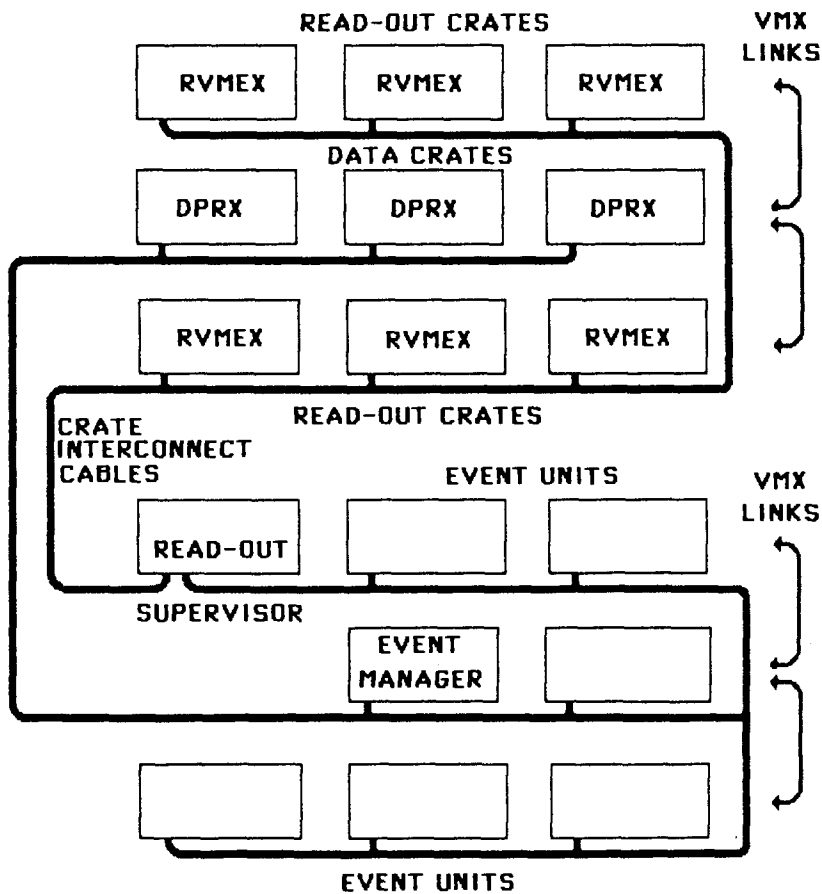 READ-OUT CRATES
VMX
LINKS
RVMEX
RVMEX
RVMEX
DATA CRATES
DPRX
DPRX
DPRX
RVMEX
RVMEX
RVMEX
READ-OUT CRATES
CRATE
INTERCONNECT
CABLES
EVENT UNITS
VMX
LINKS
READ-OUT
SUPERVISOR
EVENT
MANAGER
EVENT UNITS